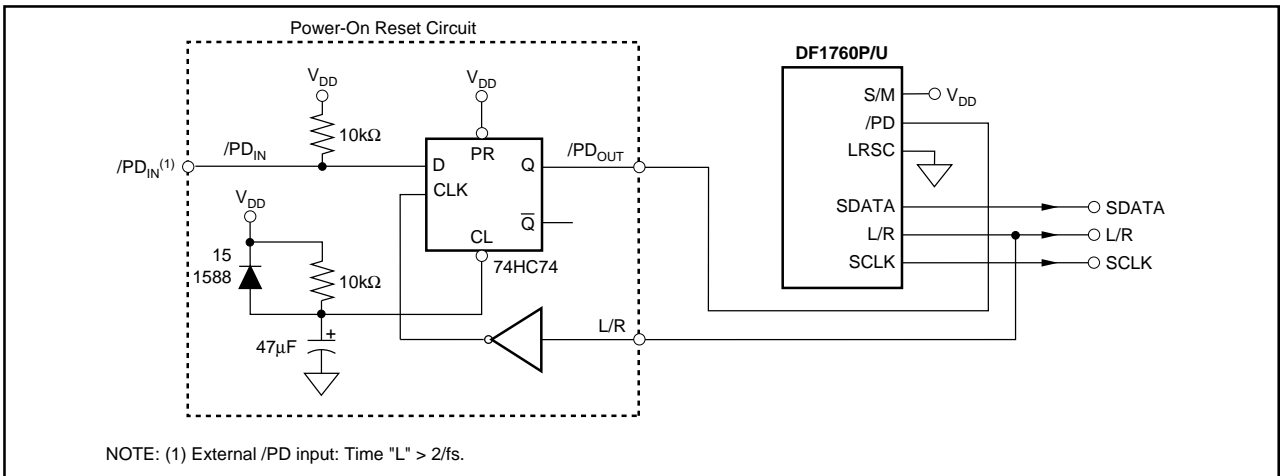 Power-On Reset Circuit
DF1760P/U
V_DD
V_DD
S/M
V_DD
10kΩ
/PD
/PD_IN(1)
/PD_IN
PR
LRSC
D
Q
/PD_OUT
CLK
V_DD
Q̅
SDATA
SDATA
CL
L/R
L/R
15
1588
10kΩ
74HC74
SCLK
SCLK
47µF
+
L/R
NOTE: (1) External /PD input: Time "L" > 2/fs.